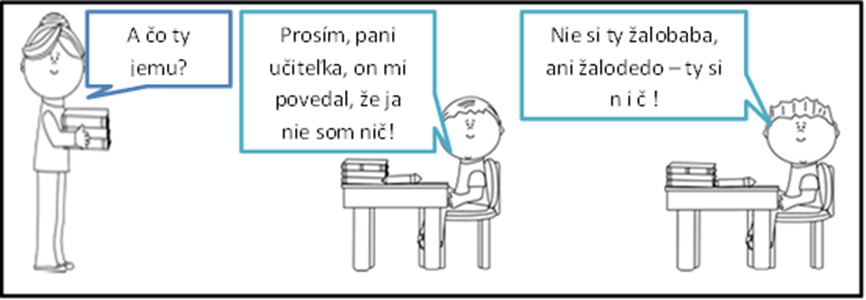 A čo ty
jemu?
Prosím, pani
učiteľka, on mi
povedal, že ja
nie som nič!
Nie si ty žalobaba,
ani žalodedo – ty si
n i č !